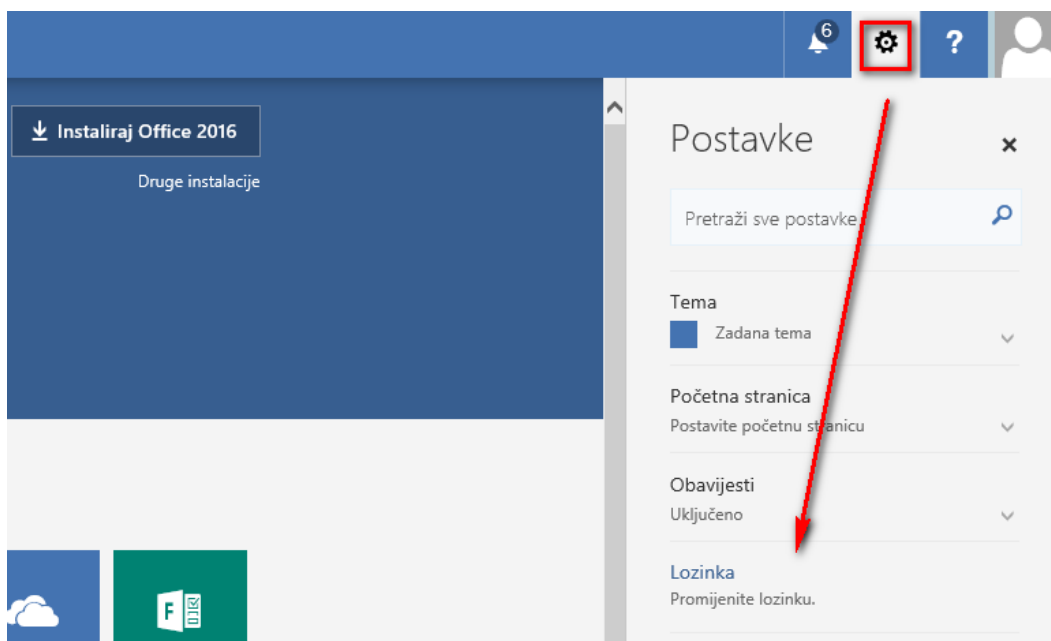 6
?
Instaliraj Office 2016
Druge instalacije
Postavke
Pretraži sve postavke
Tema
Zadana tema
Početna stranica
Postavite početnu stranicu
Obavijesti
Uključeno
Lozinka
Promijenite lozinku.
F